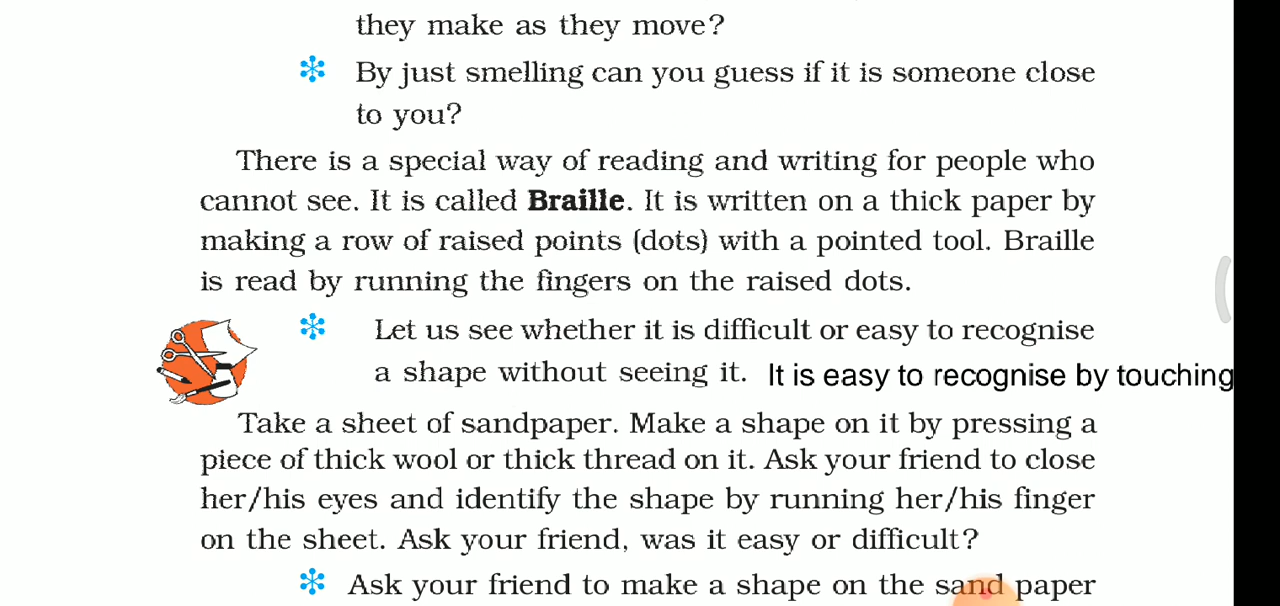 they make as they move?
By just smelling can you guess if it is someone close
to you?
There is a special way of reading and writing for people who
cannot see. It is called Braille. It is written on a thick paper by
making a row of raised points (dots) with a pointed tool. Braille
is read by running the fingers on the raised dots.
Let us see whether it is difficult or easy to recognise
a shape without seeing it. It is easy to recognise by touching
Take a sheet of sandpaper. Make a shape on it by pressing a
piece of thick wool or thick thread on it. Ask your friend to close
her/his eyes and identify the shape by running her/his finger
on the sheet. Ask your friend, was it easy or difficult?
Ask your friend to make a shape on the sand paper